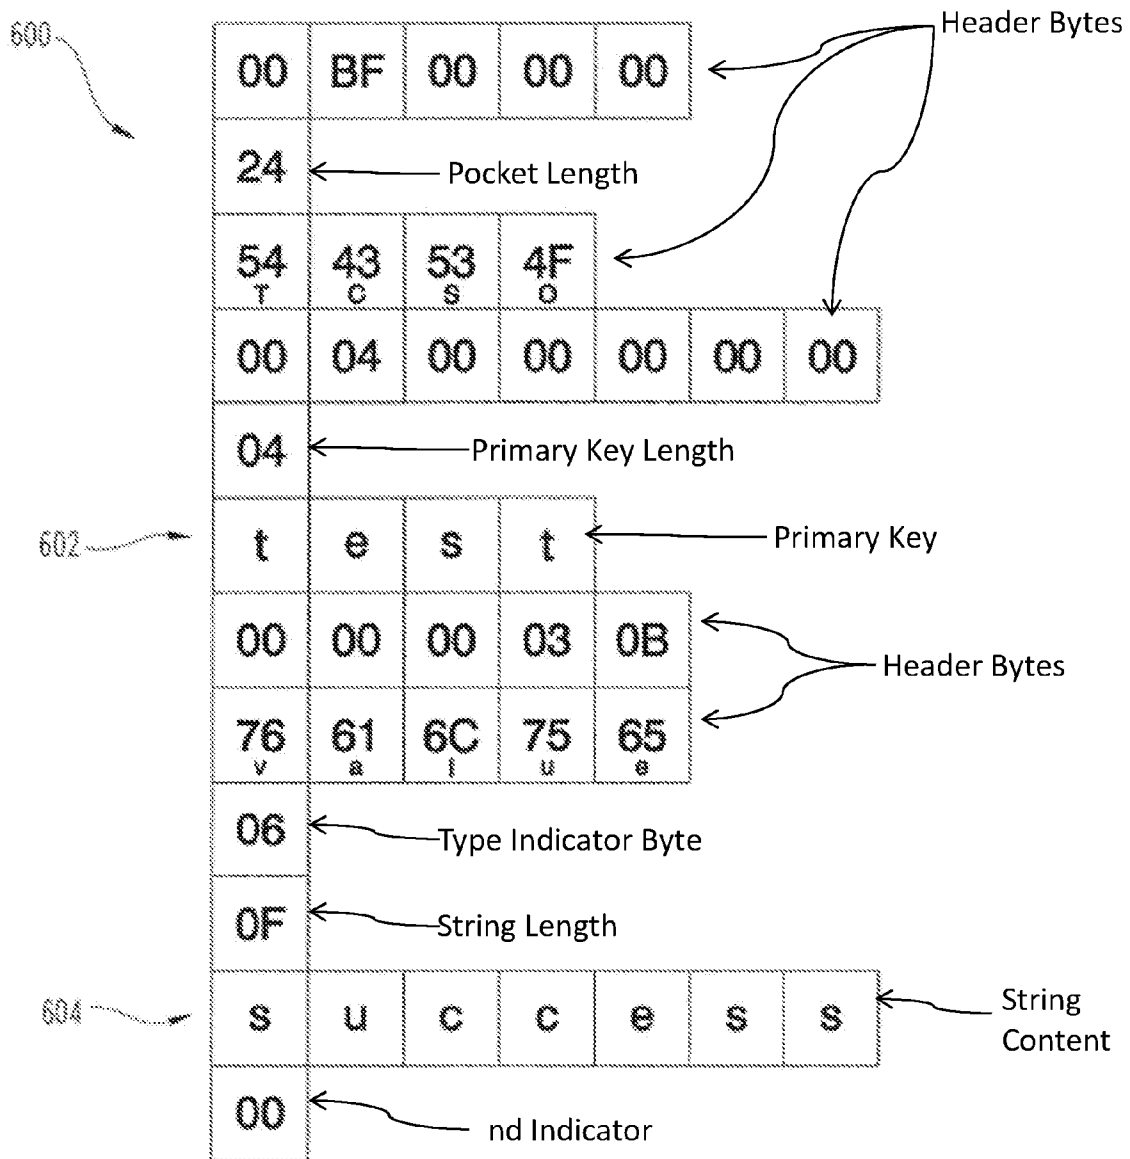 600
Header Bytes
00 BF 00 00 00
24
Pocket Length
54 43 53 4F
T C S O
00 04 00 00 00 00 00
04
Primary Key Length
602
t e s t
Primary Key
00 00 00 03 0B
Header Bytes
76 61 6C 75 65
v a l u e
06
Type Indicator Byte
0F
String Length
604
s u c c e s s
String
Content
00
nd Indicator